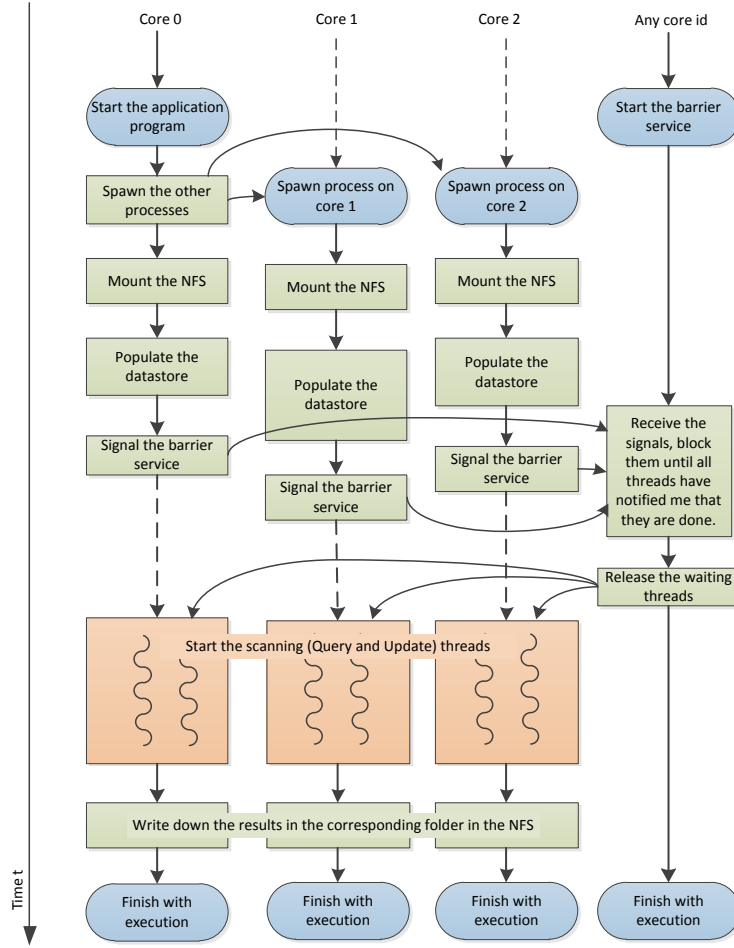 Core 0
Core 1
Core 2
Any core id
Start the application
program
Start the barrier
service
Spawn the other
processes
Spawn process on
core 1
Spawn process on
core 2
Mount the NFS
Mount the NFS
Mount the NFS
Populate the
datastore
Populate the
datastore
Populate the
datastore
Signal the barrier
service
Signal the barrier
service
Signal the barrier
service
Receive the
signals, block
them until all
threads have
notified me that
they are done.
Release the waiting
threads
Start the scanning (Query and Update) threads
Write down the results in the corresponding folder in the NFS
Finish with
execution
Finish with
execution
Finish with
execution
Finish with
execution
Time t